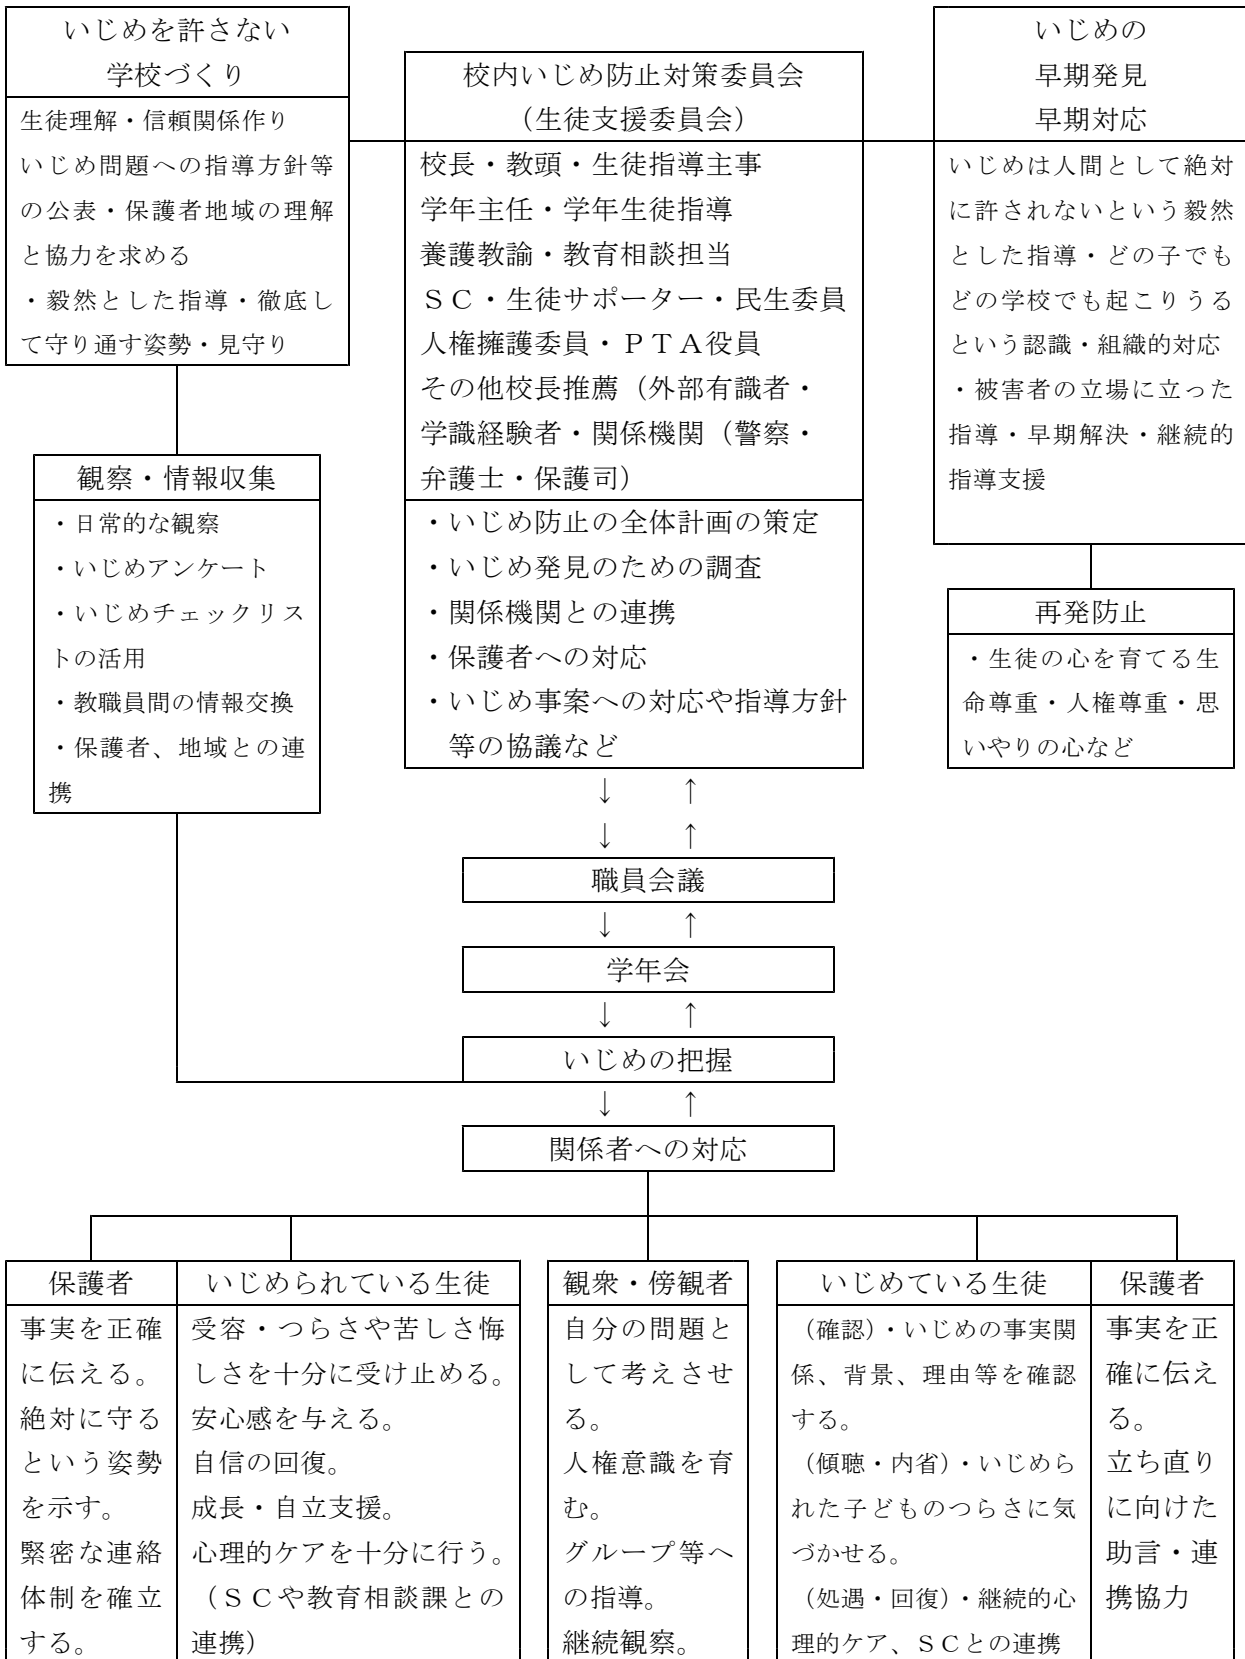 いじめを許さない
学校づくり
生徒理解・信頼関係作り
いじめ問題への指導方針等
の公表・保護者地域の理解
と協力を求める
・毅然とした指導・徹底し
て守り通す姿勢・見守り
校内いじめ防止対策委員会
（生徒支援委員会）
校長・教頭・生徒指導主事
学年主任・学年生徒指導
養護教諭・教育相談担当
ＳＣ・生徒サポーター・民生委員
人権擁護委員・ＰＴＡ役員
その他校長推薦（外部有識者・
学識経験者・関係機関（警察・
弁護士・保護司）
・いじめ防止の全体計画の策定
・いじめ発見のための調査
・関係機関との連携
・保護者への対応
・いじめ事案への対応や指導方針
等の協議など
いじめの
早期発見
早期対応
いじめは人間として絶対
に許されないという毅然
とした指導・どの子でも
どの学校でも起こりうる
という認識・組織的対応
・被害者の立場に立った
指導・早期解決・継続的
指導支援
観察・情報収集
・日常的な観察
・いじめアンケート
・いじめチェックリス
トの活用
・教職員間の情報交換
・保護者、地域との連
携
再発防止
・生徒の心を育てる生
命尊重・人権尊重・思
いやりの心など
↓ ↑
↓ ↑
職員会議
↓ ↑
学年会
↓ ↑
いじめの把握
↓ ↑
関係者への対応
保護者
事実を正確
に伝える。
絶対に守る
という姿勢
を示す。
緊密な連絡
体制を確立
する。
いじめられている生徒
受容・つらさや苦しさ悔
しさを十分に受け止める。
安心感を与える。
自信の回復。
成長・自立支援。
心理的ケアを十分に行う。
（ＳＣや教育相談課との
連携）
観衆・傍観者
自分の問題と
して考えさせ
る。
人権意識を育
む。
グループ等へ
の指導。
継続観察。
いじめている生徒
（確認）・いじめの事実関
係、背景、理由等を確認
する。
（傾聴・内省）・いじめら
れた子どものつらさに気
づかせる。
（処遇・回復）・継続的心
理的ケア、ＳＣとの連携
保護者
事実を正
確に伝え
る。
立ち直り
に向けた
助言・連
携協力